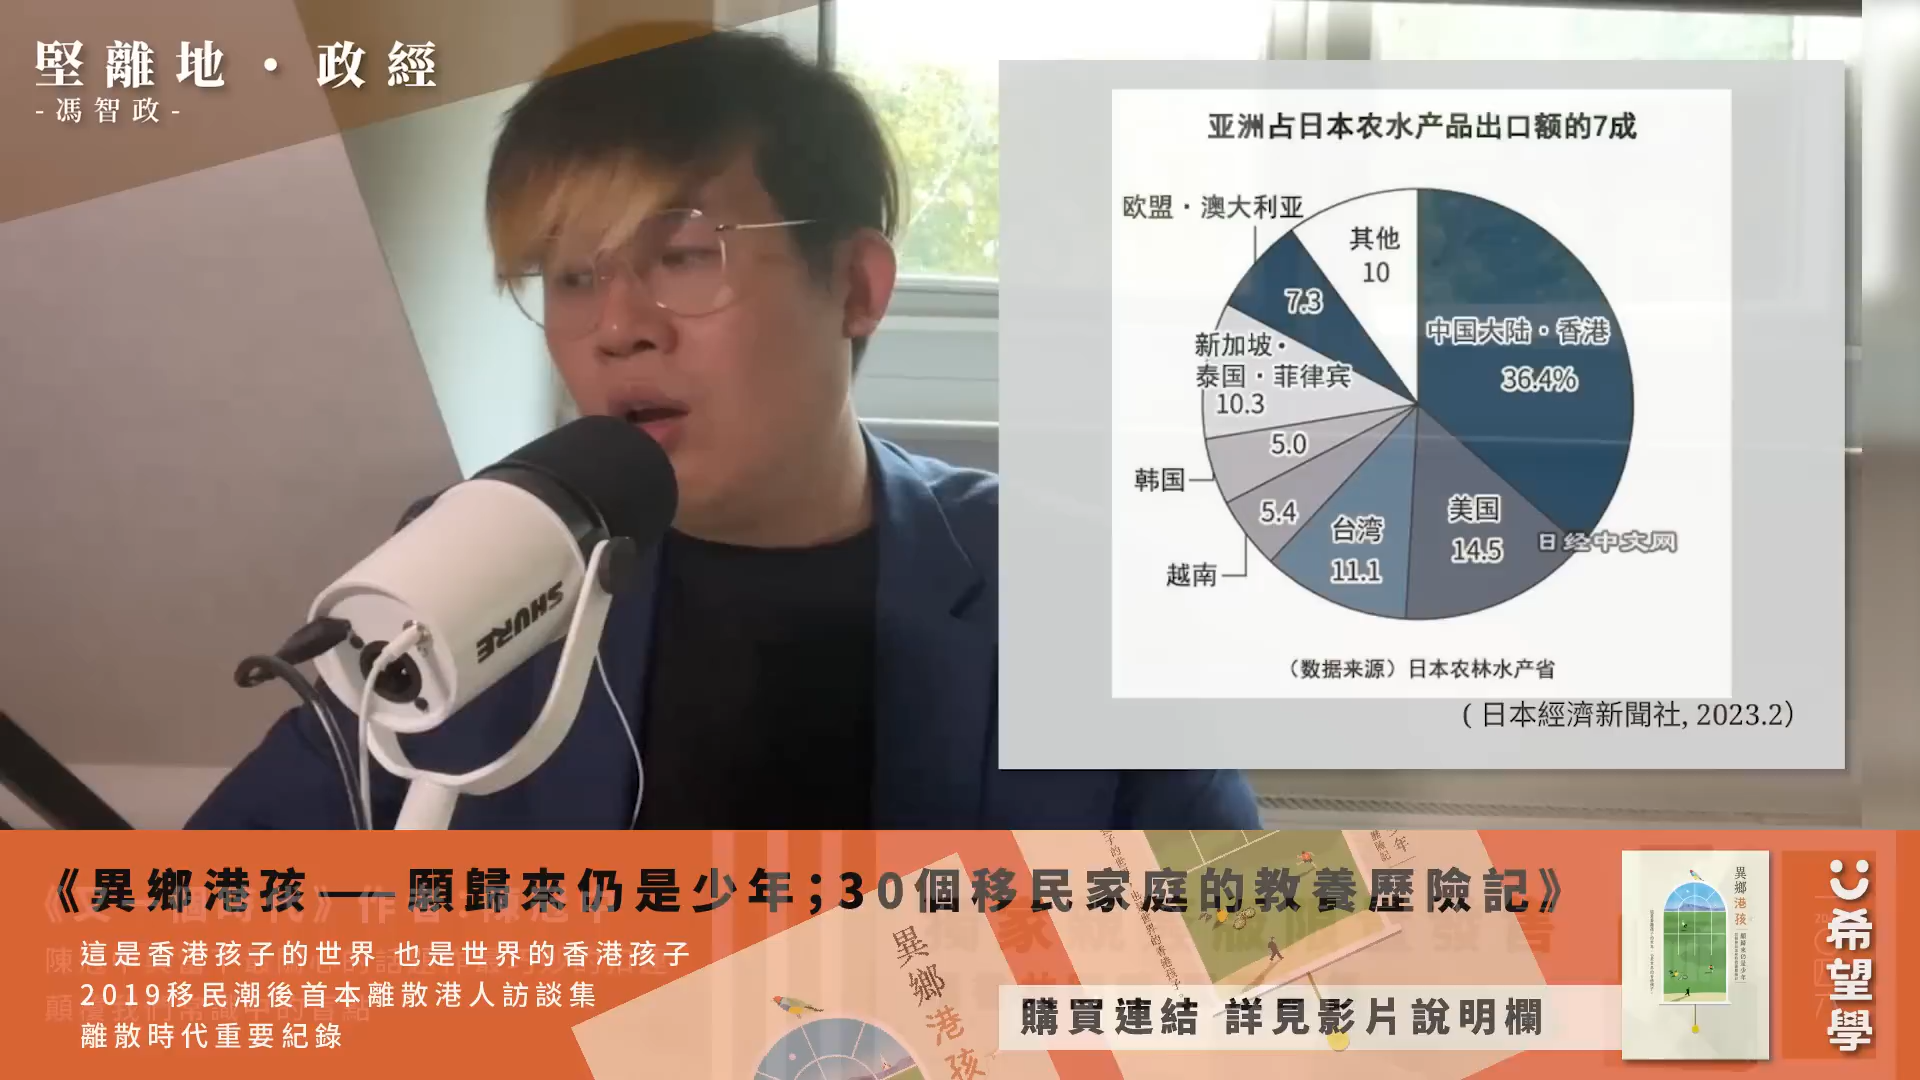 堅離地・政經
-馮智政-
亚洲占日本农水产品出口额的7成
欧盟・澳大利亚
其他
10
7.3
中国大陆・香港
36.4%
新加坡・
泰国・菲律宾
10.3
5.0
韩国
5.4
越南
台湾
11.1
美国
14.5
日经中文网
（数据来源）日本农林水产省
( 日本經濟新聞社, 2023.2）
SHURE
《異鄉港孩——願歸來仍是少年；30個移民家庭的教養歷險記》
這是香港孩子的世界 也是世界的香港孩子
2019移民潮後首本離散港人訪談集
離散時代重要紀錄
異鄉港孩
購買連結 詳見影片說明欄
異鄉港孩
希望學